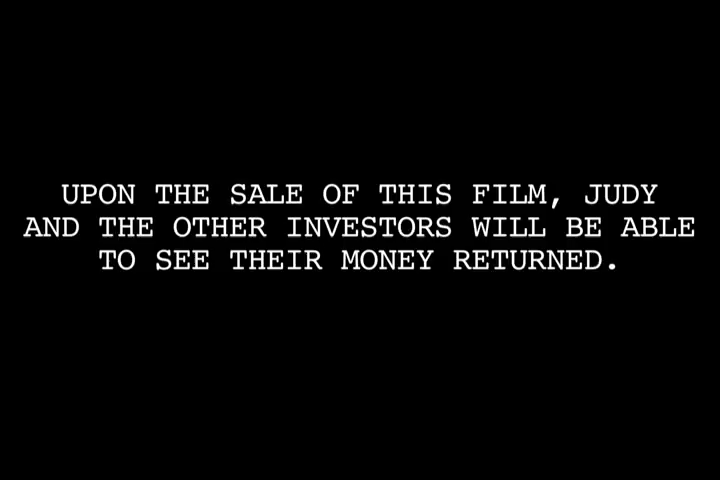 UPON THE SALE OF THIS FILM, JUDY
AND THE OTHER INVESTORS WILL BE ABLE
TO SEE THEIR MONEY RETURNED.